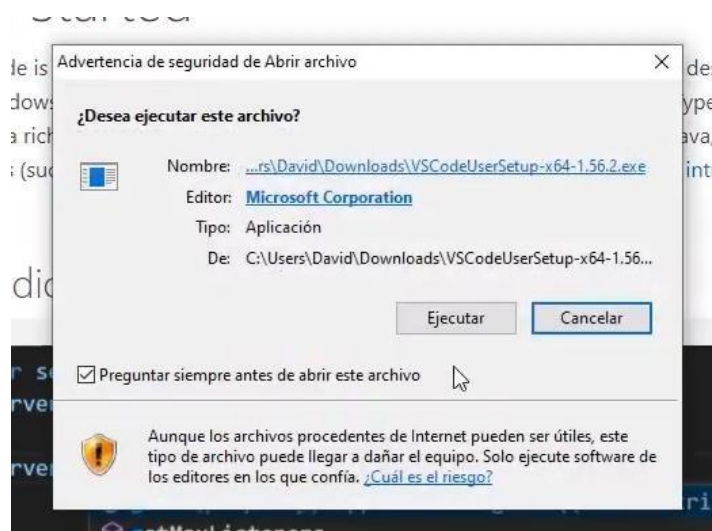 Started
de is
Advertencia de seguridad de Abrir archivo
¿Desea ejecutar este archivo?
Nombre: ...rs\David\Downloads\VSCodeUserSetup-x64-1.56.2.exe
Editor: Microsoft Corporation
Tipo: Aplicación
De: C:\Users\David\Downloads\VSCodeUserSetup-x64-1.56...
Ejecutar Cancelar
Preguntar siempre antes de abrir este archivo
Aunque los archivos procedentes de Internet pueden ser útiles, este
tipo de archivo puede llegar a dañar el equipo. Solo ejecute software de
los editores en los que confía. ¿Cuál es el riesgo?